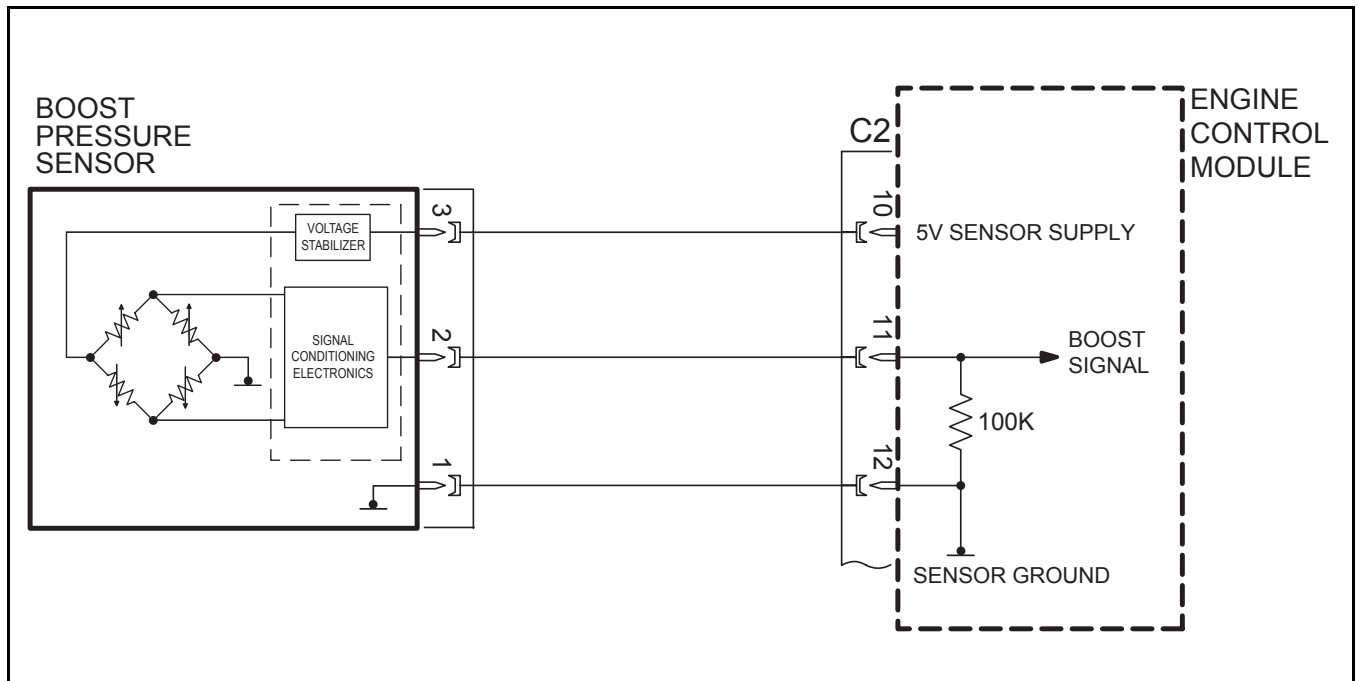 BOOST
PRESSURE
SENSOR
VOLTAGE
STABILIZER
SIGNAL
CONDITIONING
ELECTRONICS
3
2
1
C2
10
11
12
5V SENSOR SUPPLY
BOOST
SIGNAL
100K
SENSOR GROUND
ENGINE
CONTROL
MODULE